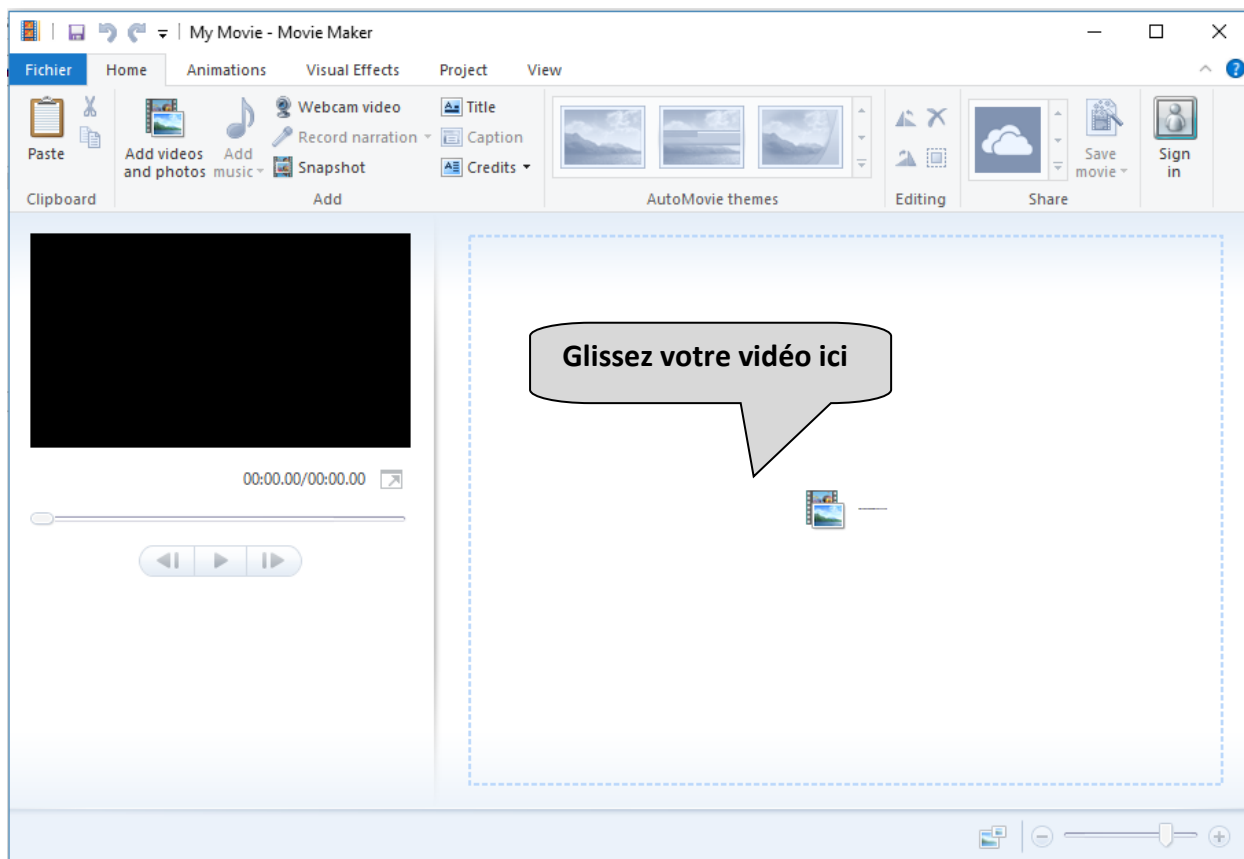 My Movie - Movie Maker
Fichier Home Animations Visual Effects Project View
Paste
Clipboard
Add videos
and photos
Add
music
Webcam video
Record narration
Snapshot
Title
Caption
Credits
Add
AutoMovie themes
Editing
Save
movie
Share
Sign
in
Glissez votre vidéo ici
00:00.00/00:00.00